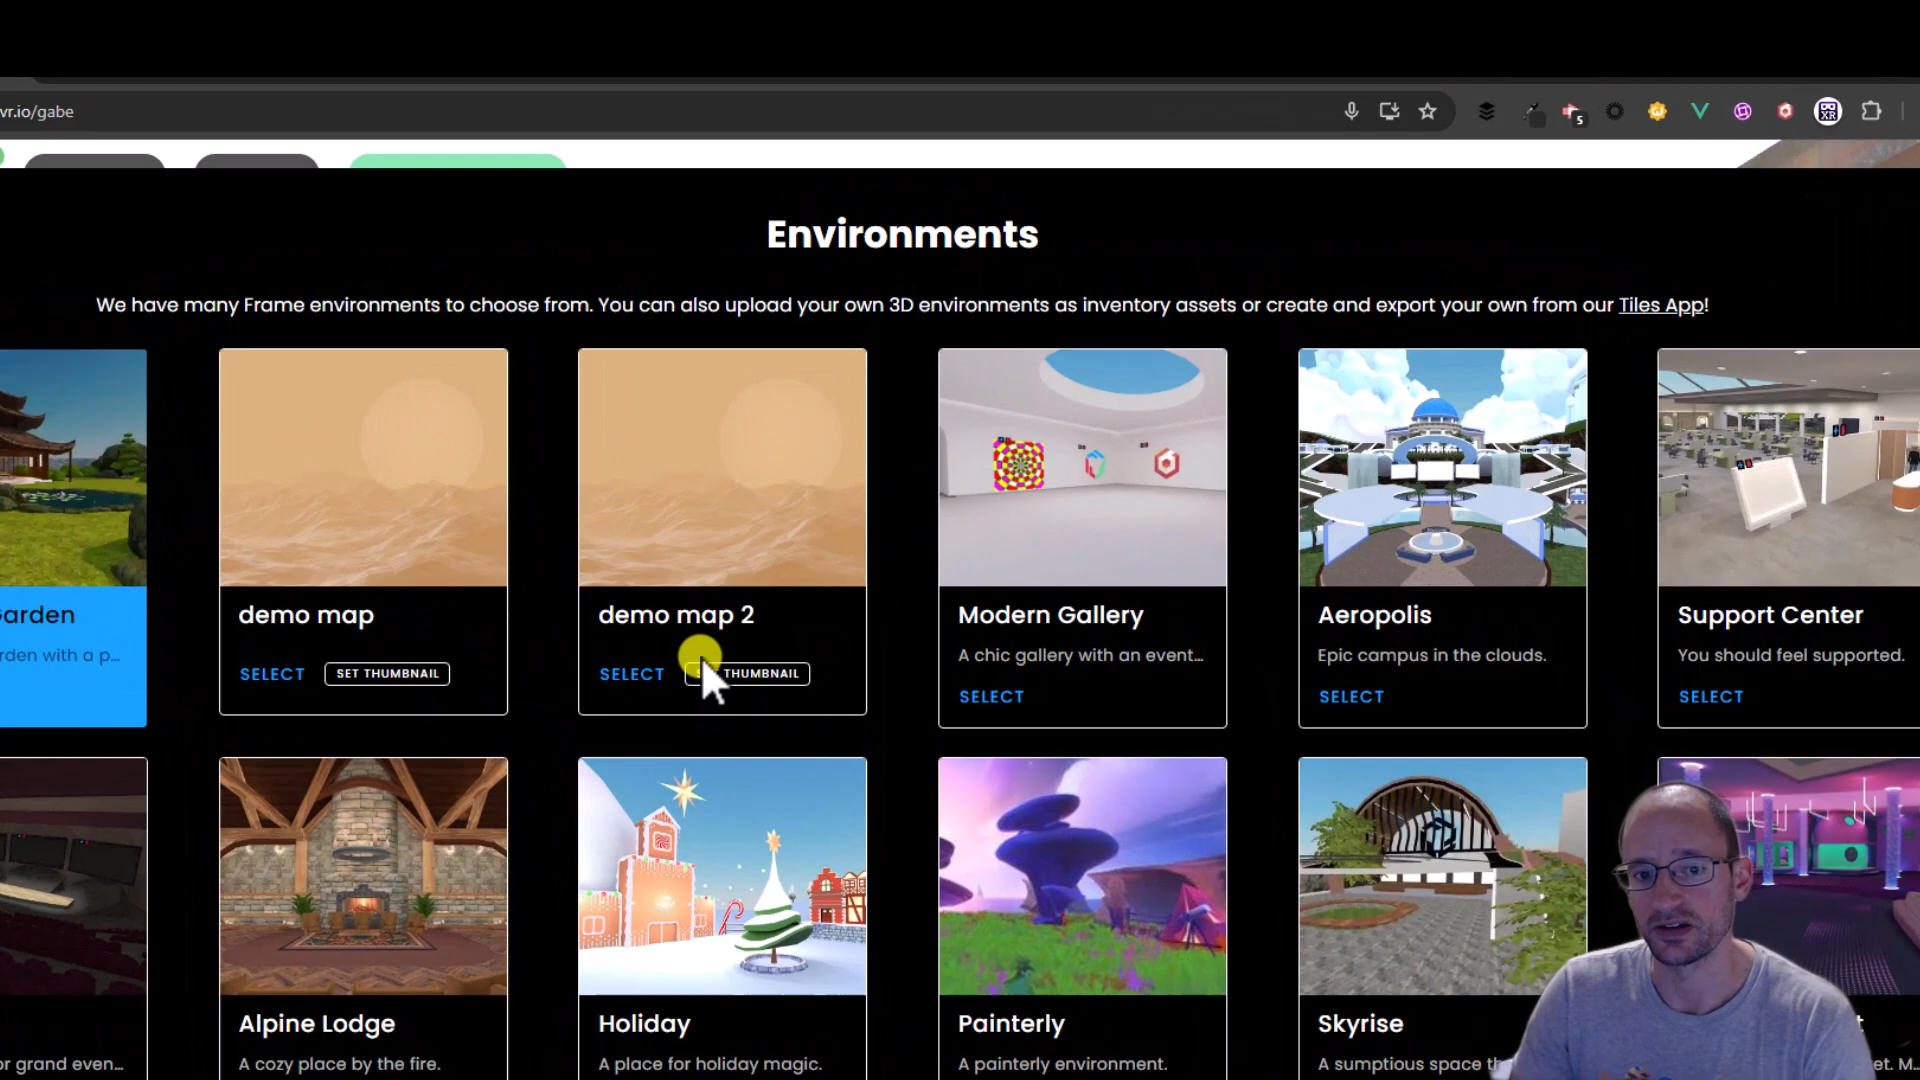 vr.io/gabe
5
XR
Environments
We have many Frame environments to choose from. You can also upload your own 3D environments as inventory assets or create and export your own from our Tiles App!
Garden
rden with a p...
demo map
SELECT
SET THUMBNAIL
demo map 2
SELECT
THUMBNAIL
Modern Gallery
A chic gallery with an event...
SELECT
Aeropolis
Epic campus in the clouds.
SELECT
Support Center
You should feel supported.
SELECT
or grand even...
Alpine Lodge
A cozy place by the fire.
Holiday
A place for holiday magic.
Painterly
A painterly environment.
Skyrise
A sumptious space
et. M...